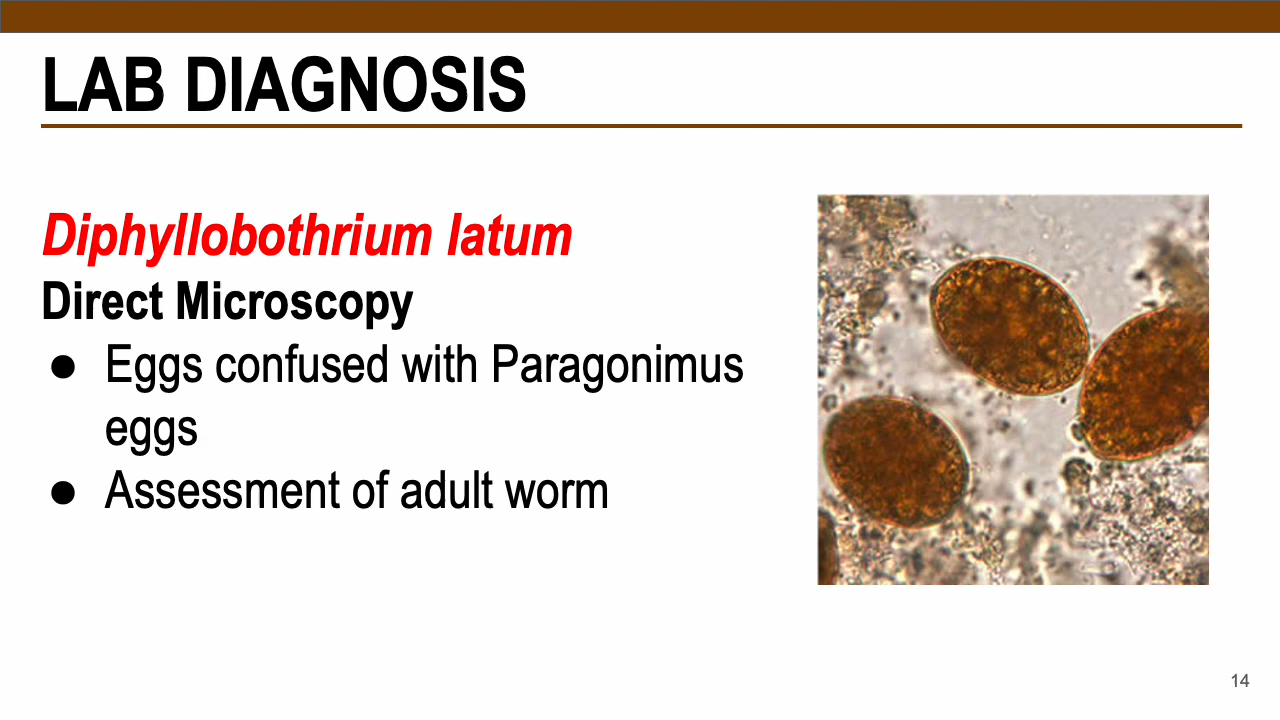 LAB DIAGNOSIS
Diphyllobothrium latum
Direct Microscopy
● Eggs confused with Paragonimus
eggs
● Assessment of adult worm
14